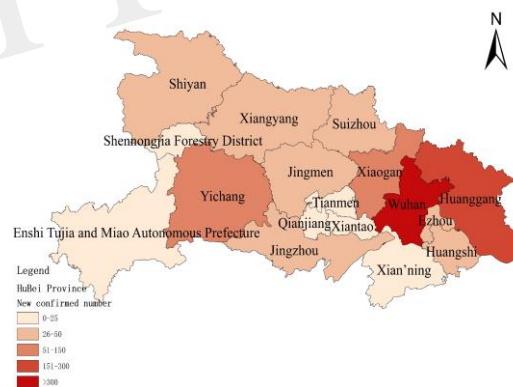 N
Shiyan
Xiangyang
Suizhou
Shennongjia Forestry District
Jingmen
Xiaogan
Yichang
Tianmen
Wuhan
Huanggang
Ezhou
Qianjiang
Xiantao
Enshi Tujia and Miao Autonomous Prefecture
Jingzhou
Huangshi
Xian'ning
Legend
HuBei Province
New confirmed number
0-25
26-50
51-150
151-300
>300